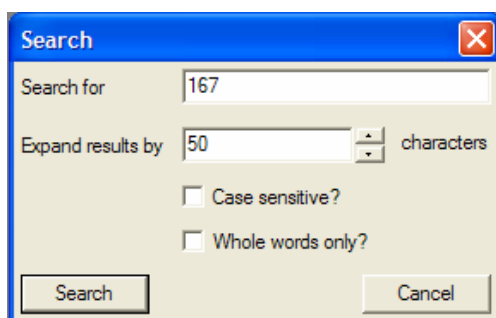 Search
Search for 167
Expand results by 50 characters
Case sensitive?
Whole words only?
Search Cancel